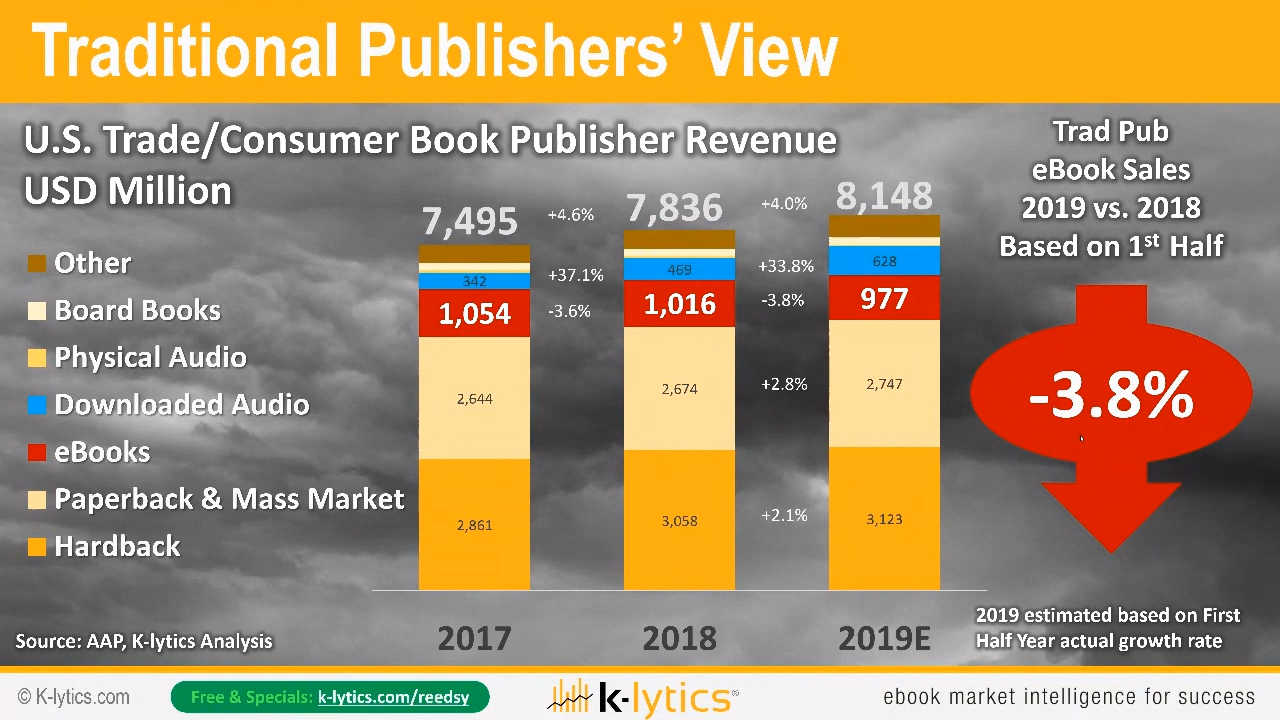 Traditional Publishers’ View
U.S. Trade/Consumer Book Publisher Revenue
USD Million
Other
Board Books
Physical Audio
Downloaded Audio
eBooks
Paperback & Mass Market
Hardback
7,495
+4.6%
7,836
+4.0%
8,148
342
+37.1%
469
+33.8%
628
1,054
-3.6%
1,016
-3.8%
977
2,644
2,674
+2.8%
2,747
2,861
3,058
+2.1%
3,123
2017
2018
2019E
Trad Pub
eBook Sales
2019 vs. 2018
Based on 1st Half
-3.8%
2019 estimated based on First
Half Year actual growth rate
Source: AAP, K-lytics Analysis
© K-lytics.com
Free & Specials: k-lytics.com/reedsy
k-lytics®
ebook market intelligence for success